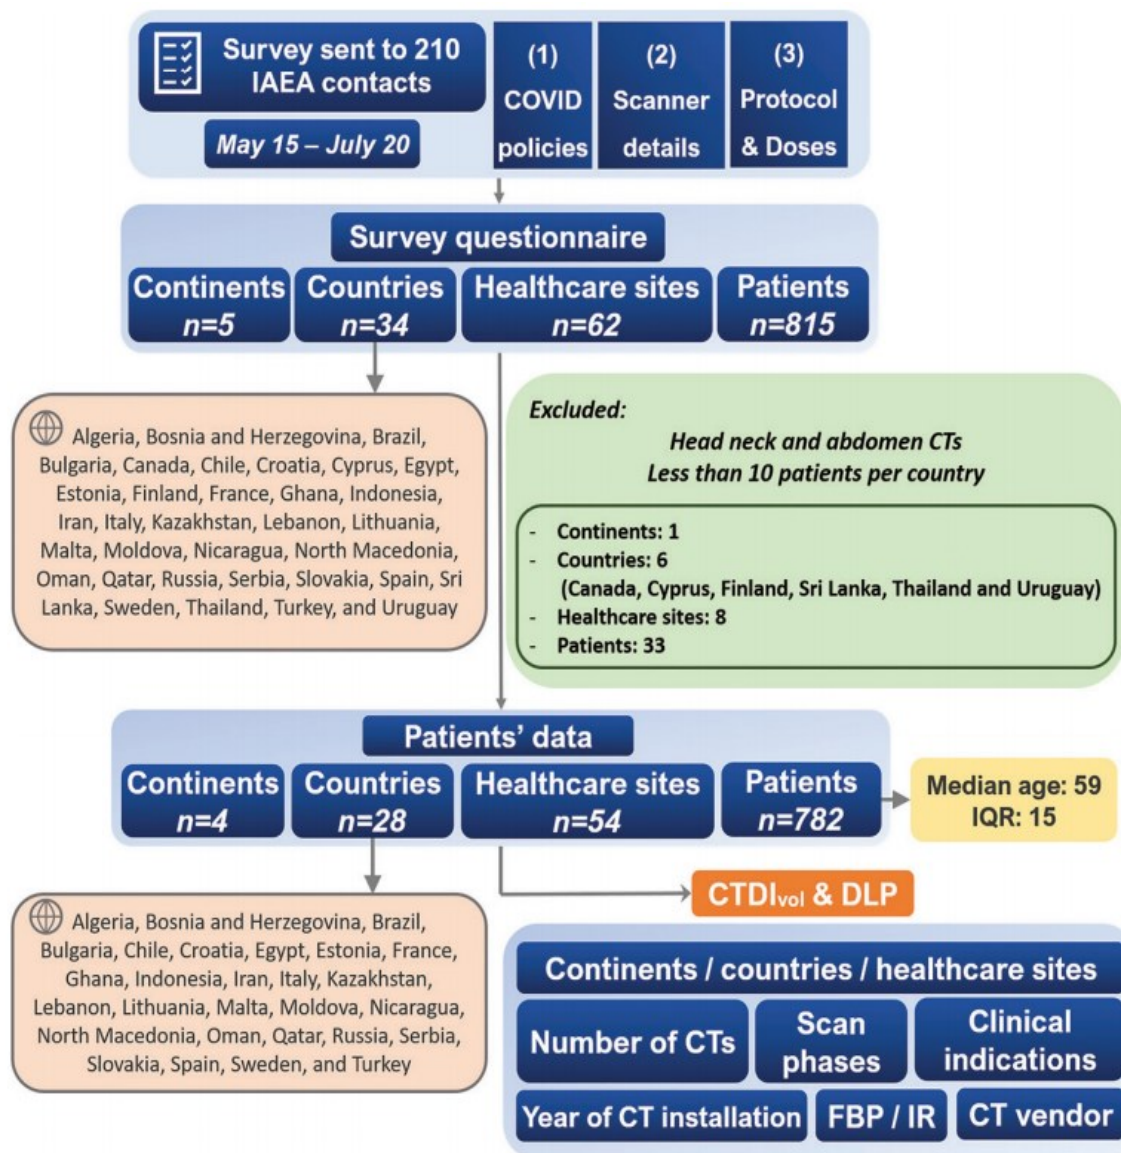 Survey sent to 210
IAEA contacts
May 15 – July 20
(1)
COVID
policies
(2)
Scanner
details
(3)
Protocol
& Doses
Survey questionnaire
Continents
n=5
Countries
n=34
Healthcare sites
n=62
Patients
n=815
Algeria, Bosnia and Herzegovina, Brazil,
Bulgaria, Canada, Chile, Croatia, Cyprus, Egypt,
Estonia, Finland, France, Ghana, Indonesia,
Iran, Italy, Kazakhstan, Lebanon, Lithuania,
Malta, Moldova, Nicaragua, North Macedonia,
Oman, Qatar, Russia, Serbia, Slovakia, Spain, Sri
Lanka, Sweden, Thailand, Turkey, and Uruguay
Excluded:
Head neck and abdomen CTs
Less than 10 patients per country
- Continents: 1
- Countries: 6
(Canada, Cyprus, Finland, Sri Lanka, Thailand and Uruguay)
- Healthcare sites: 8
- Patients: 33
Patients' data
Continents
n=4
Countries
n=28
Healthcare sites
n=54
Patients
n=782
Median age: 59
IQR: 15
CTDIvol & DLP
Algeria, Bosnia and Herzegovina, Brazil,
Bulgaria, Chile, Croatia, Egypt, Estonia, France,
Ghana, Indonesia, Iran, Italy, Kazakhstan,
Lebanon, Lithuania, Malta, Moldova, Nicaragua,
North Macedonia, Oman, Qatar, Russia, Serbia,
Slovakia, Spain, Sweden, and Turkey
Continents / countries / healthcare sites
Number of CTs
Scan
phases
Clinical
indications
Year of CT installation
FBP / IR
CT vendor